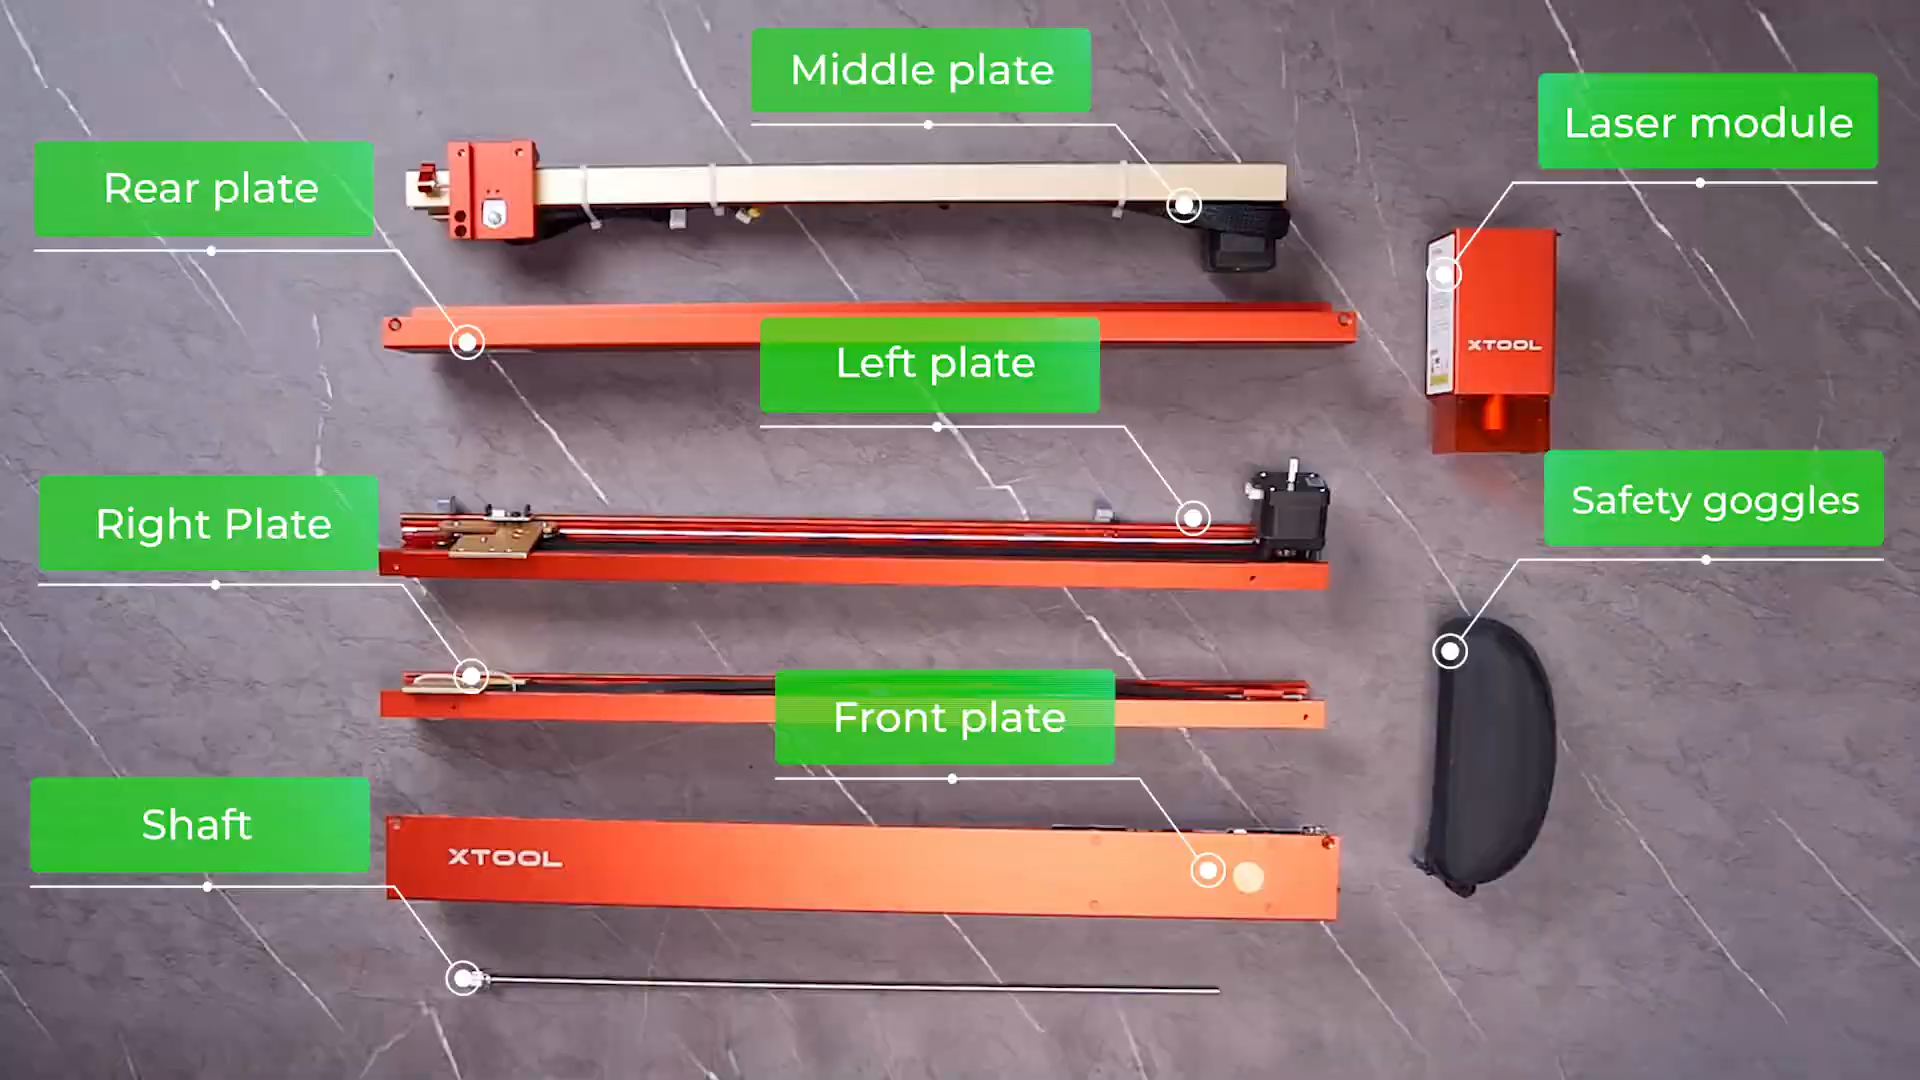 Middle plate
Laser module
Rear plate
XTOOL
Left plate
Safety goggles
Right Plate
Front plate
Shaft
XTOOL